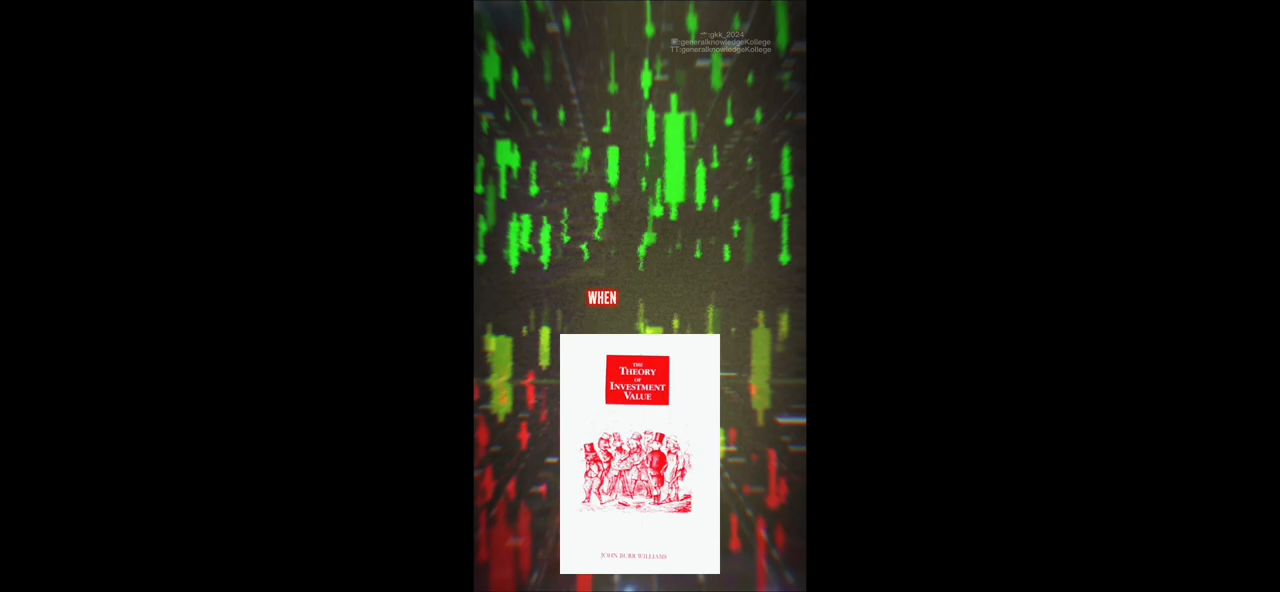 :gkk_2024
:generalknowledgeKollege
TT:generalknowledgeKollege
WHEN
THE
THEORY
OF
INVESTMENT
VALUE
JOHN BURR WILLIAMS